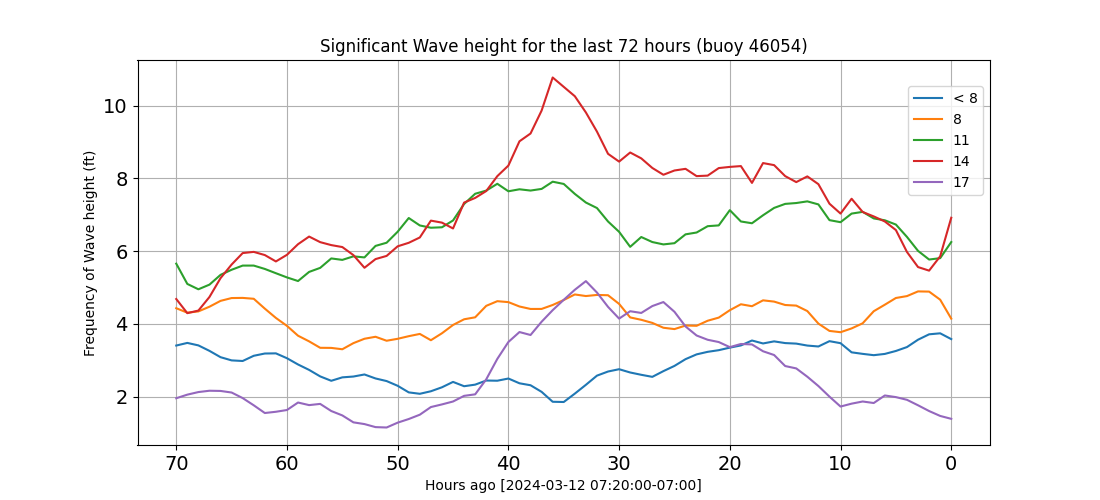 Significant Wave height for the last 72 hours (buoy 46054)
Frequency of Wave height (ft)
10
8
6
4
2
< 8
8
11
14
17
70 60 50 40 30 20 10 0
Hours ago [2024-03-12 07:20:00-07:00]